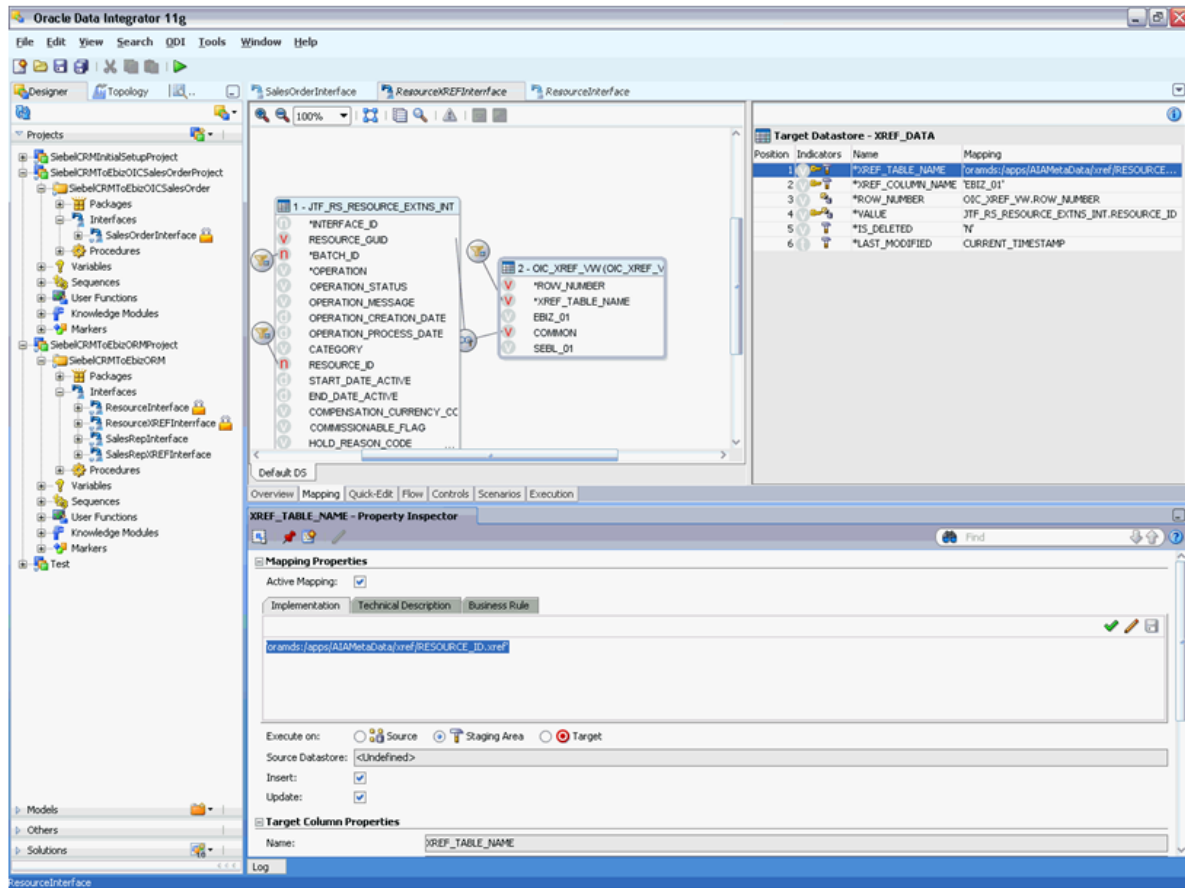 Oracle Data Integrator 11g
File Edit View Search ODI Tools Window Help
Designer Topology
SalesOrderInterface ResourceXREFInterrface ResourceInterface
100%
Projects
SiebelCRMInitialSetupProject
SiebelCRMToEbizOICSalesOrderProject
SiebelCRMToEbizOICSalesOrder
Packages
Interfaces
SalesOrderInterface
Procedures
Variables
Sequences
User Functions
Knowledge Modules
Markers
SiebelCRMToEbizORMProject
SiebelCRMToEbizORM
Packages
Interfaces
ResourceInterface
ResourceXREFInterrface
SalesRepInterface
SalesRepXREFInterface
Procedures
Variables
Sequences
User Functions
Knowledge Modules
Markers
Test
Models
Others
Solutions
1 - JTF_RS_RESOURCE_EXTNS_INT
*INTERFACE_ID
RESOURCE_GUID
*BATCH_ID
*OPERATION
OPERATION_STATUS
OPERATION_MESSAGE
OPERATION_CREATION_DATE
OPERATION_PROCESS_DATE
CATEGORY
RESOURCE_ID
START_DATE_ACTIVE
END_DATE_ACTIVE
COMPENSATION_CURRENCY_CC
COMMISSIONABLE_FLAG
HOLD_REASON_CODE ...
2 - OIC_XREF_VW (OIC_XREF_V
*ROW_NUMBER
*XREF_TABLE_NAME
EBIZ_01
COMMON
SEBL_01
Default DS
Overview Mapping Quick-Edit Flow Controls Scenarios Execution
Target Datastore - XREF_DATA
Position Indicators Name Mapping
1 *XREF_TABLE_NAME 'oramds:/apps/AIAMetaData/xref/RESOURCE...
2 *XREF_COLUMN_NAME 'EBIZ_01'
3 *ROW_NUMBER OIC_XREF_VW.ROW_NUMBER
4 *VALUE JTF_RS_RESOURCE_EXTNS_INT.RESOURCE_ID
5 *IS_DELETED 'N'
6 *LAST_MODIFIED CURRENT_TIMESTAMP
XREF_TABLE_NAME - Property Inspector
Find
Mapping Properties
Active Mapping:
Implementation Technical Description Business Rule
'oramds:/apps/AIAMetaData/xref/RESOURCE_ID.xref'
Execute on: Source Staging Area Target
Source Datastore: <Undefined>
Insert:
Update:
Target Column Properties
Name: XREF_TABLE_NAME
Log
ResourceInterface